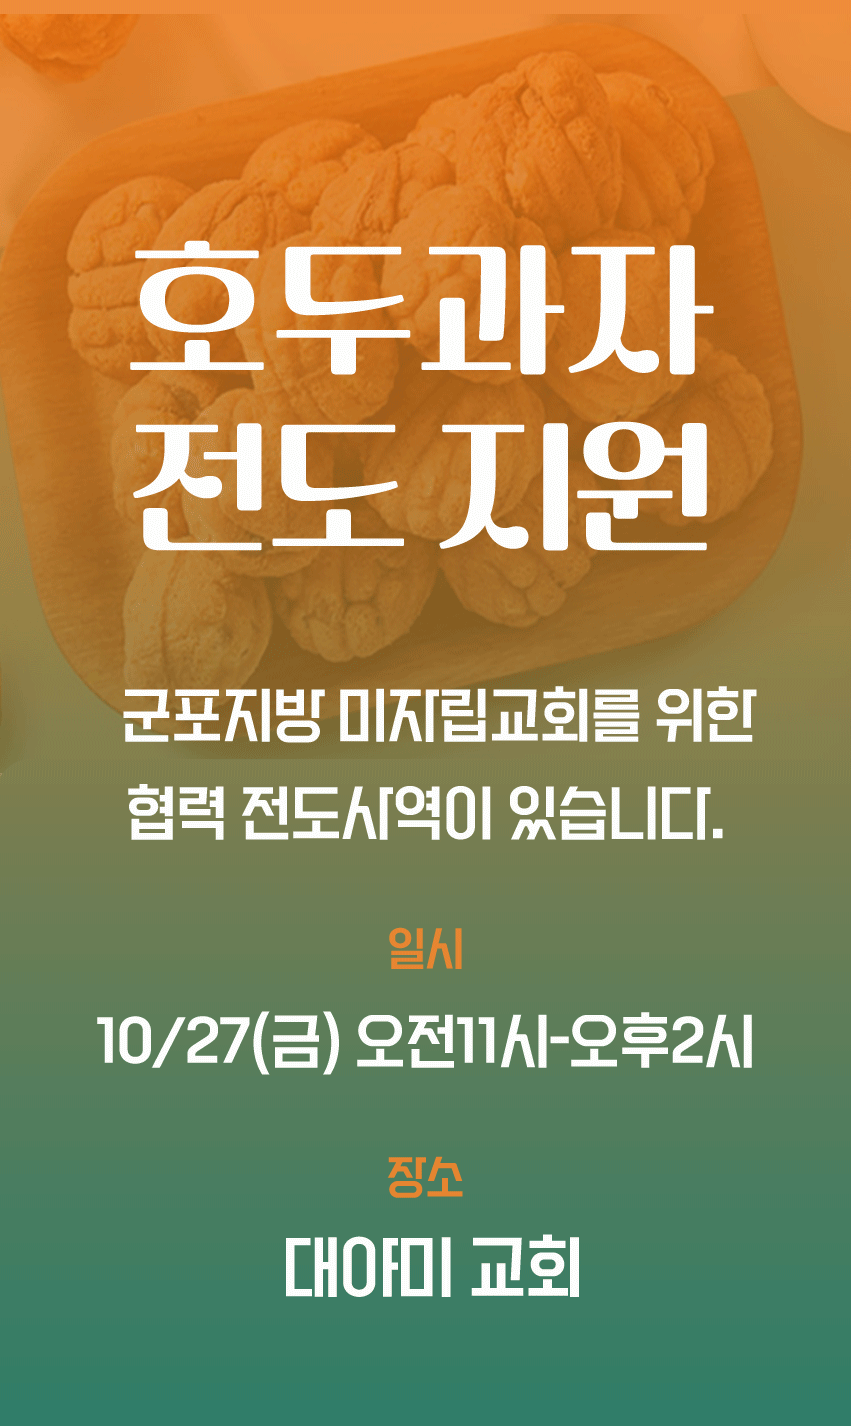 호두과자
전도 지원
군포지방 미자립교회를 위한
협력 전도사역이 있습니다.
일시
10/27(금) 오전11시-오후2시
장소
대야미 교회